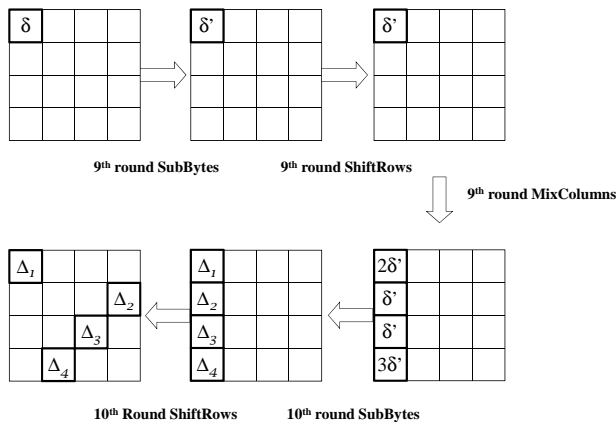 δ δ’ δ’
9th round SubBytes 9th round ShiftRows
9th round MixColumns
Δ1 Δ1 2δ’
Δ2 Δ2 δ’
Δ3 Δ3 δ’
Δ4 Δ4 3δ’
10th Round ShiftRows 10th round SubBytes